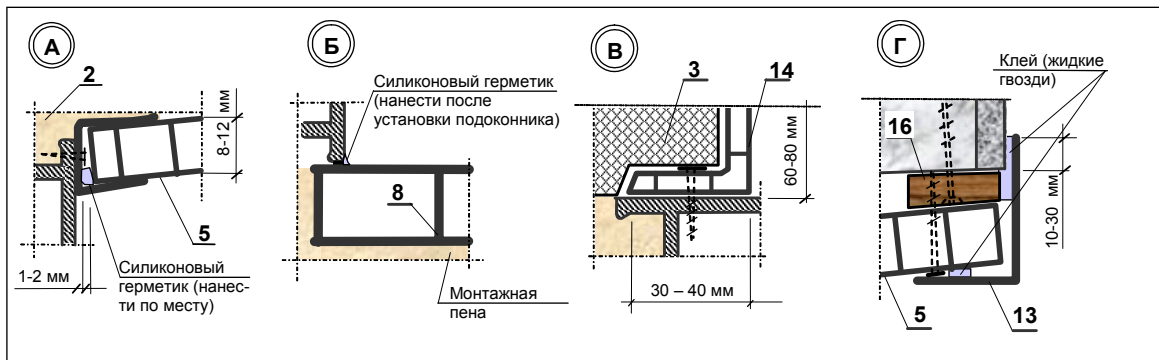 А
2
8-12 мм
5
1-2 мм
Силиконовый
герметик (нанес-
ти по месту)
Б
Силиконовый герметик
(нанести после
установки подоконника)
8
Монтажная
пена
В
3
14
60-80 мм
30 – 40 мм
Г
Клей (жидкие
гвозди)
16
10-30 мм
5
13